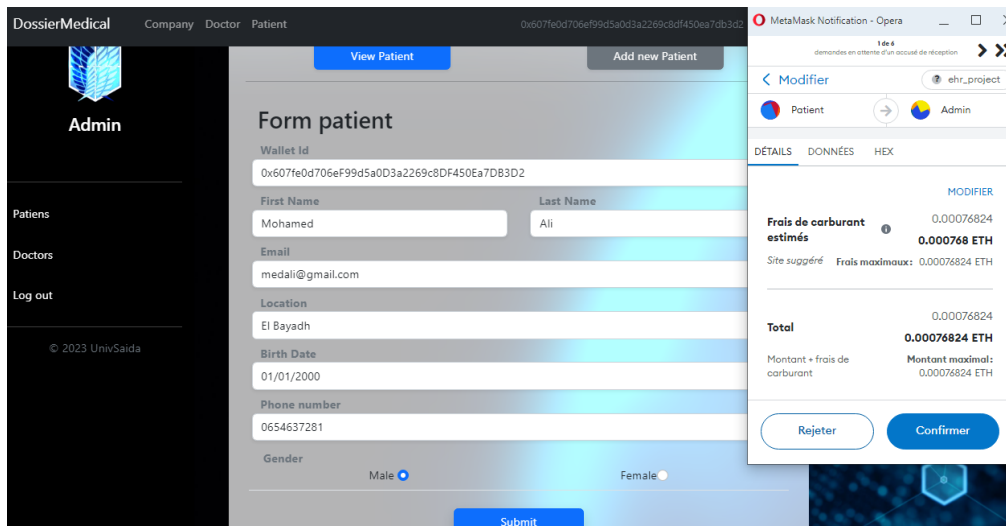 DossierMedical Company Doctor Patient 0x607fe0d706ef99d5a0d3a2269c8df450ea7db3d2
Admin
Patiens
Doctors
Log out
© 2023 UnivSaida
View Patient Add new Patient
Form patient
Wallet Id
0x607fe0d706eF99d5a0D3a2269c8DF450Ea7DB3D2
First Name Last Name
Mohamed Ali
Email
medali@gmail.com
Location
El Bayadh
Birth Date
01/01/2000
Phone number
0654637281
Gender
Male Female
Submit
MetaMask Notification - Opera
1 de 6
demandes en attente d'un accusé de réception
Modifier ehr_project
Patient Admin
DÉTAILS DONNÉES HEX
MODIFIER
Frais de carburant estimés 0.00076824
0.000768 ETH
Site suggéré Frais maximaux: 0.00076824 ETH
0.00076824
Total
0.00076824 ETH
Montant + frais de carburant Montant maximal:
0.00076824 ETH
Rejeter Confirmer